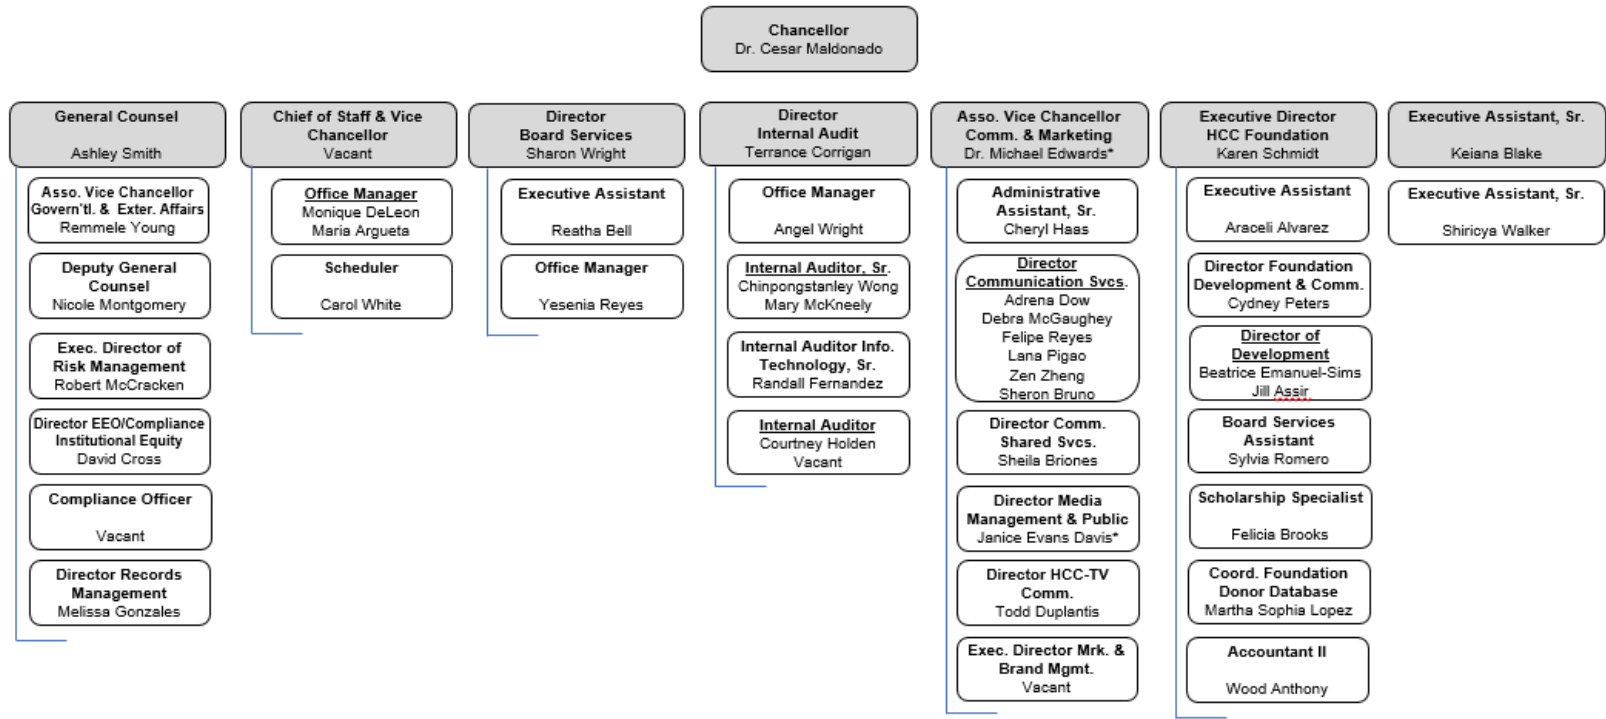 Chancellor
Dr. Cesar Maldonado
General Counsel
Ashley Smith
Asso. Vice Chancellor
Govern'tl. & Exter. Affairs
Remmele Young
Deputy General
Counsel
Nicole Montgomery
Exec. Director of
Risk Management
Robert McCracken
Director EEO/Compliance
Institutional Equity
David Cross
Compliance Officer
Vacant
Director Records
Management
Melissa Gonzales
Chief of Staff & Vice
Chancellor
Vacant
Office Manager
Monique DeLeon
Maria Argueta
Scheduler
Carol White
Director
Board Services
Sharon Wright
Executive Assistant
Reatha Bell
Office Manager
Yesenia Reyes
Director
Internal Audit
Terrance Corrigan
Office Manager
Angel Wright
Internal Auditor, Sr.
Chinpongstanley Wong
Mary McKneely
Internal Auditor Info.
Technology, Sr.
Randall Fernandez
Internal Auditor
Courtney Holden
Vacant
Asso. Vice Chancellor
Comm. & Marketing
Dr. Michael Edwards*
Administrative
Assistant, Sr.
Cheryl Haas
Director
Communication Svcs.
Adrena Dow
Debra McGaughey
Felipe Reyes
Lana Pigao
Zen Zheng
Sheron Bruno
Director Comm.
Shared Svcs.
Sheila Briones
Director Media
Management & Public
Janice Evans Davis*
Director HCC-TV
Comm.
Todd Duplantis
Exec. Director Mrk. &
Brand Mgmt.
Vacant
Executive Director
HCC Foundation
Karen Schmidt
Executive Assistant
Araceli Alvarez
Director Foundation
Development & Comm.
Cydney Peters
Director of
Development
Beatrice Emanuel-Sims
Jill Assir
Board Services
Assistant
Sylvia Romero
Scholarship Specialist
Felicia Brooks
Coord. Foundation
Donor Database
Martha Sophia Lopez
Accountant II
Wood Anthony
Executive Assistant, Sr.
Keiana Blake
Executive Assistant, Sr.
Shiricya Walker